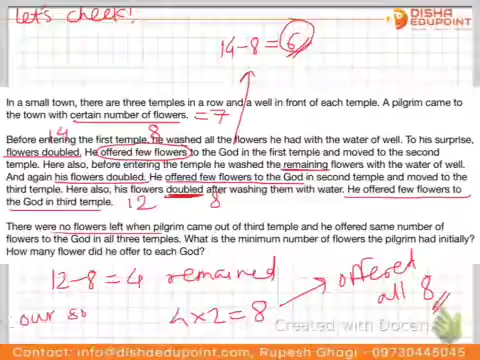 Let's check!
DISHA
EDUPOINT
14-8=6
In a small town, there are three temples in a row and a well in front of each temple. A pilgrim came
to the town with certain number of flowers. =7
14 8
Before entering the first temple, he washed all the flowers he had with the water of well. To his surprise,
flowers doubled. He offered few flowers to the God in the first temple and moved to the second
temple. Here also, before entering the temple he washed the remaining flowers with the water of well.
And again his flowers doubled. He offered few flowers to the God in second temple and moved to the
third temple. Here also, his flowers doubled after washing them with water. He offered few flowers to
the God in third temple. 12 8
There were no flowers left when pilgrim came out of third temple and he offered same number of
flowers to the God in all three temples. What is the minimum number of flowers the pilgrim had initially?
How many flower did he offer to each God?
12-8=4 remained
4x2=8 offered
all 8
our so
Created with Docer
Contact: info@dishaedupoint.com, Rupesh Ghagi - 09730445045